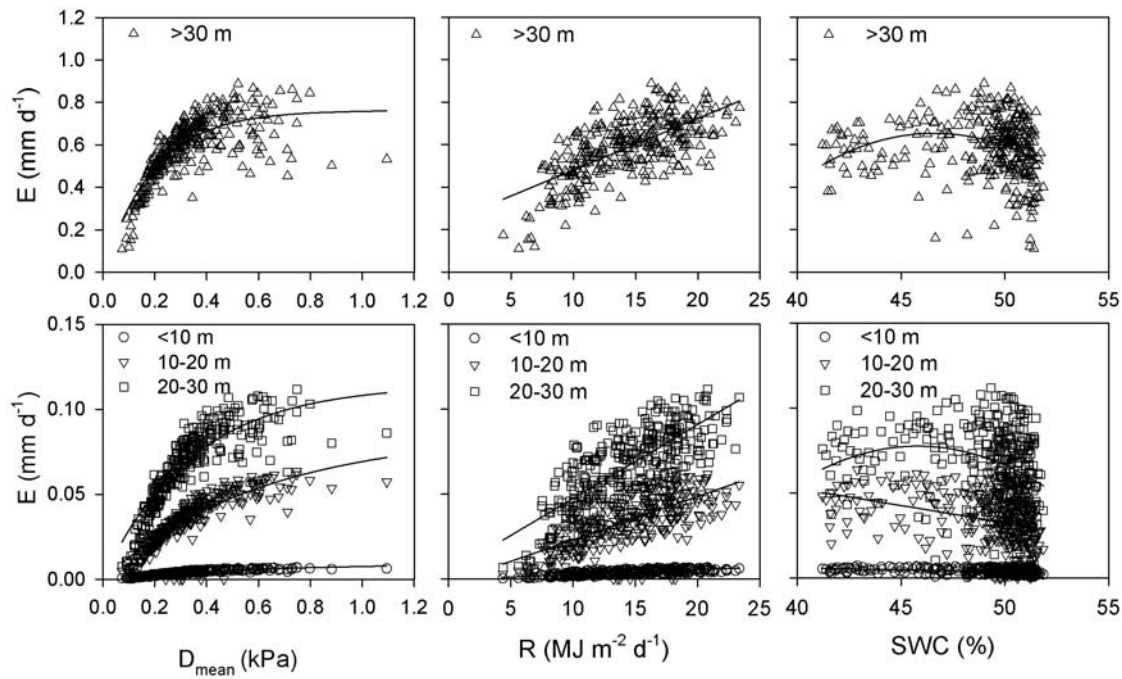 >30 m
>30 m
>30 m
E (mm d⁻¹)
1.2
1.0
0.8
0.6
0.4
0.2
0.0
0.0 0.2 0.4 0.6 0.8 1.0 1.2
0 5 10 15 20 25
40 45 50 55
<10 m
10-20 m
20-30 m
<10 m
10-20 m
20-30 m
<10 m
10-20 m
20-30 m
E (mm d⁻¹)
0.15
0.10
0.05
0.00
0.0 0.2 0.4 0.6 0.8 1.0 1.2
0 5 10 15 20 25
40 45 50 55
D_mean (kPa)
R (MJ m⁻² d⁻¹)
SWC (%)